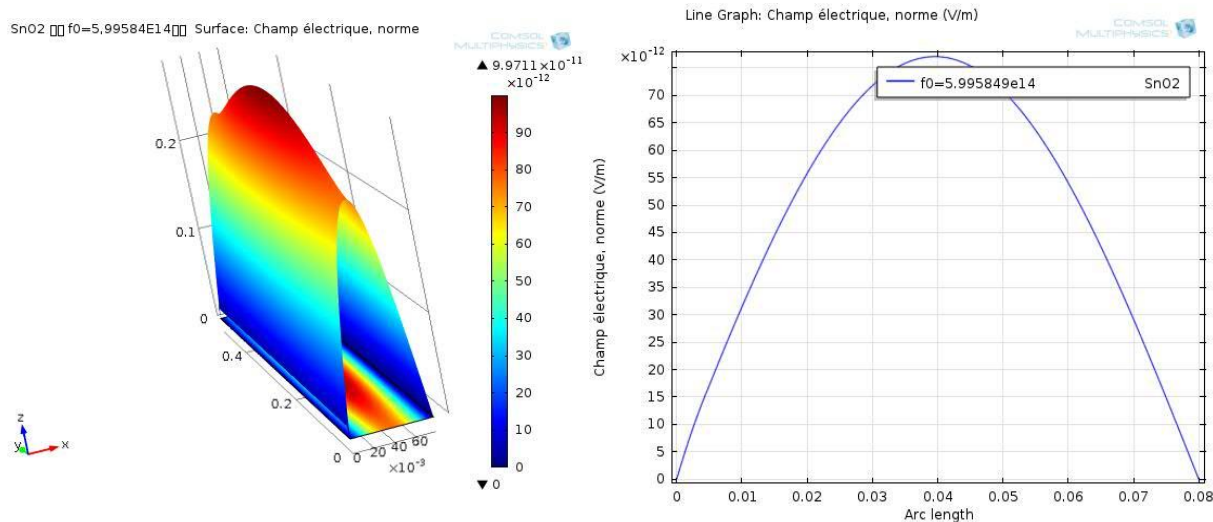 SnO2 ▯▯ f0=5,99584E14▯▯ Surface: Champ électrique, norme
▲ 9.9711×10⁻¹¹
×10⁻¹²
90
80
70
60
50
40
30
20
10
0
▼ 0
0.2
0.1
0
0.4
0.2
0
0 20 40 60
×10⁻³
z
y
x
COMSOL
MULTIPHYSICS
Line Graph: Champ électrique, norme (V/m)
COMSOL
MULTIPHYSICS
×10⁻¹²
f0=5.995849e14 SnO2
70
65
60
55
50
45
40
35
30
25
20
15
10
5
0
Champ électrique, norme (V/m)
0 0.01 0.02 0.03 0.04 0.05 0.06 0.07 0.08
Arc length